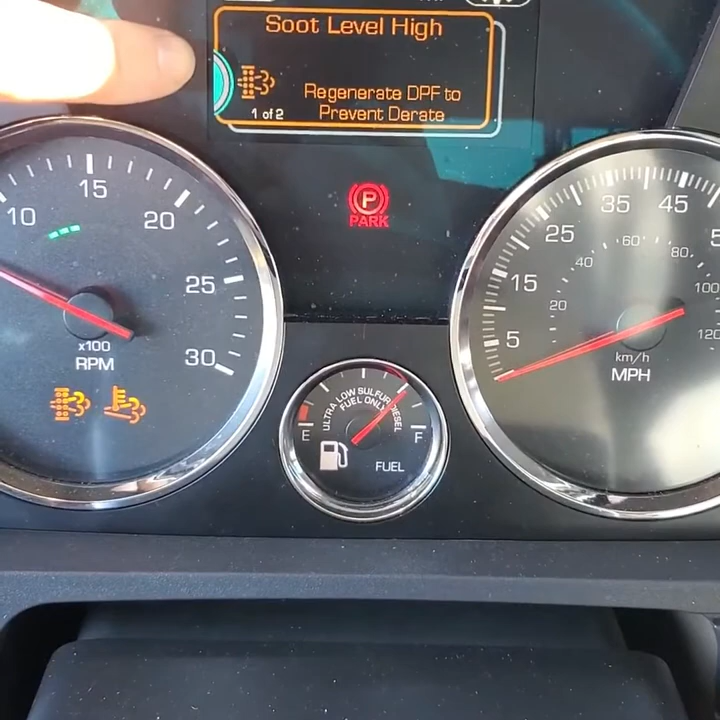 Soot Level High
Regenerate DPF to
Prevent Derate
1 of 2
10
15
20
25
30
x100
RPM
P
PARK
ULTRA LOW SULFUR DIESEL
FUEL ONLY
E
F
FUEL
5
15
25
35
45
20
40
60
80
100
120
km/h
MPH